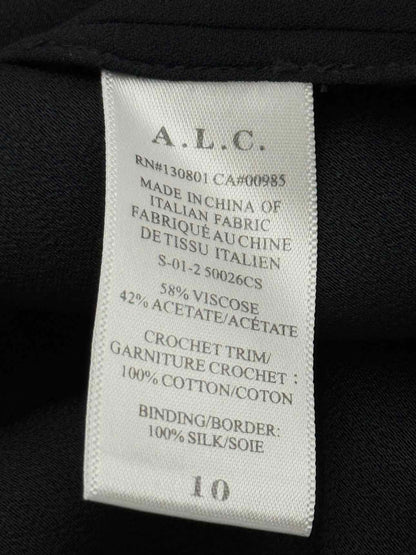 A.L.C.
RN#130801 CA#00985
MADE IN CHINA OF
ITALIAN FABRIC
FABRIQUÉ AU CHINE
DE TISSU ITALIEN
S-01-2 50026CS
58% VISCOSE
42% ACETATE/ACÉTATE
CROCHET TRIM/
GARNITURE CROCHET :
100% COTTON/COTON
BINDING/BORDER:
100% SILK/SOIE
10